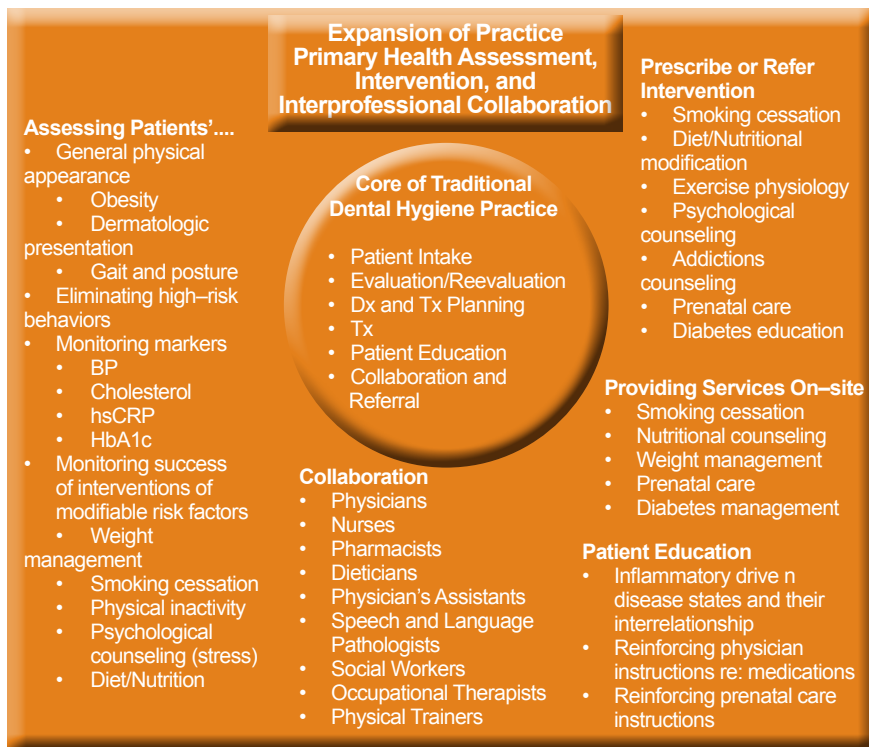 Expansion of Practice
Primary Health Assessment,
Intervention, and
Interprofessional Collaboration
Assessing Patients'....
• General physical
appearance
• Obesity
• Dermatologic
presentation
• Gait and posture
• Eliminating high–risk
behaviors
• Monitoring markers
• BP
• Cholesterol
• hsCRP
• HbA1c
• Monitoring success
of interventions of
modifiable risk factors
• Weight
management
• Smoking cessation
• Physical inactivity
• Psychological
counseling (stress)
• Diet/Nutrition
Core of Traditional
Dental Hygiene Practice
• Patient Intake
• Evaluation/Reevaluation
• Dx and Tx Planning
• Tx
• Patient Education
• Collaboration and
Referral
Collaboration
• Physicians
• Nurses
• Pharmacists
• Dieticians
• Physician's Assistants
• Speech and Language
Pathologists
• Social Workers
• Occupational Therapists
• Physical Trainers
Prescribe or Refer
Intervention
• Smoking cessation
• Diet/Nutritional
modification
• Exercise physiology
• Psychological
counseling
• Addictions
counseling
• Prenatal care
• Diabetes education
Providing Services On–site
• Smoking cessation
• Nutritional counseling
• Weight management
• Prenatal care
• Diabetes management
Patient Education
• Inflammatory drive n
disease states and their
interrelationship
• Reinforcing physician
instructions re: medications
• Reinforcing prenatal care
instructions